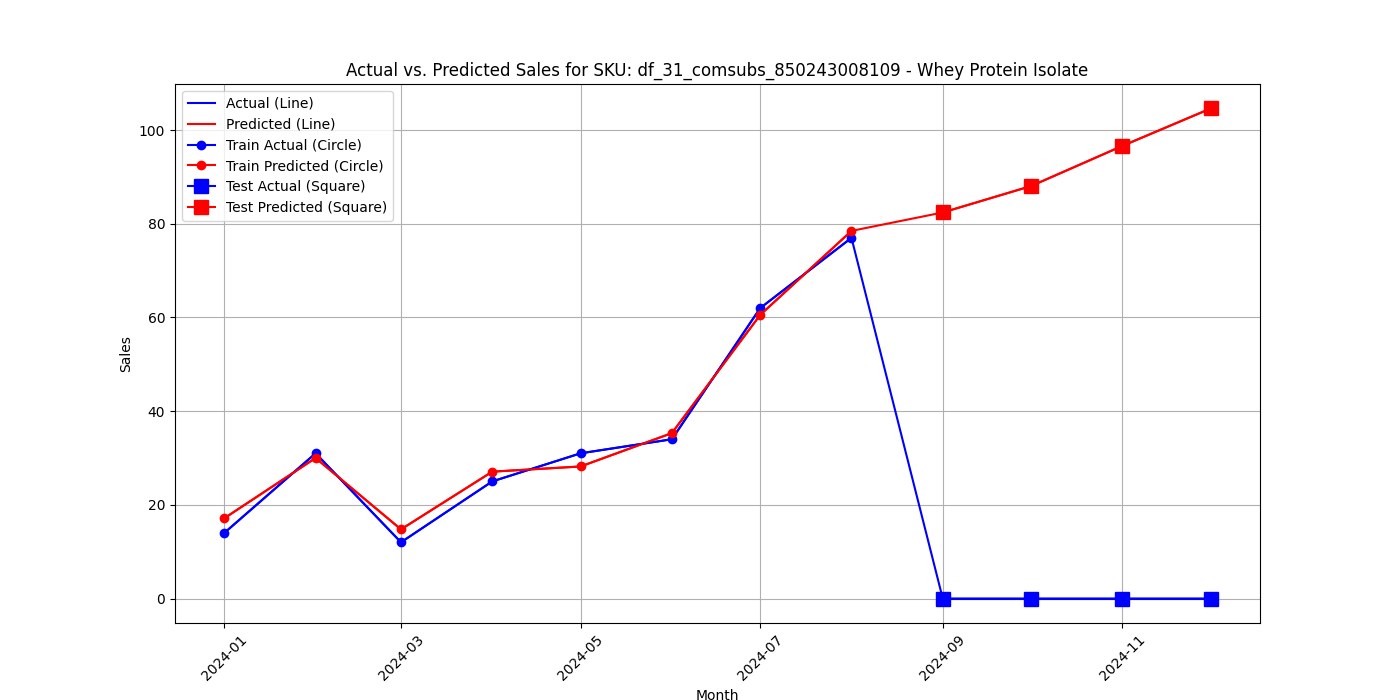 Actual vs. Predicted Sales for SKU: df_31_comsubs_850243008109 - Whey Protein Isolate
Actual (Line)
Predicted (Line)
Train Actual (Circle)
Train Predicted (Circle)
Test Actual (Square)
Test Predicted (Square)
100
80
60
40
20
0
Sales
2024-01
2024-03
2024-05
2024-07
2024-09
2024-11
Month